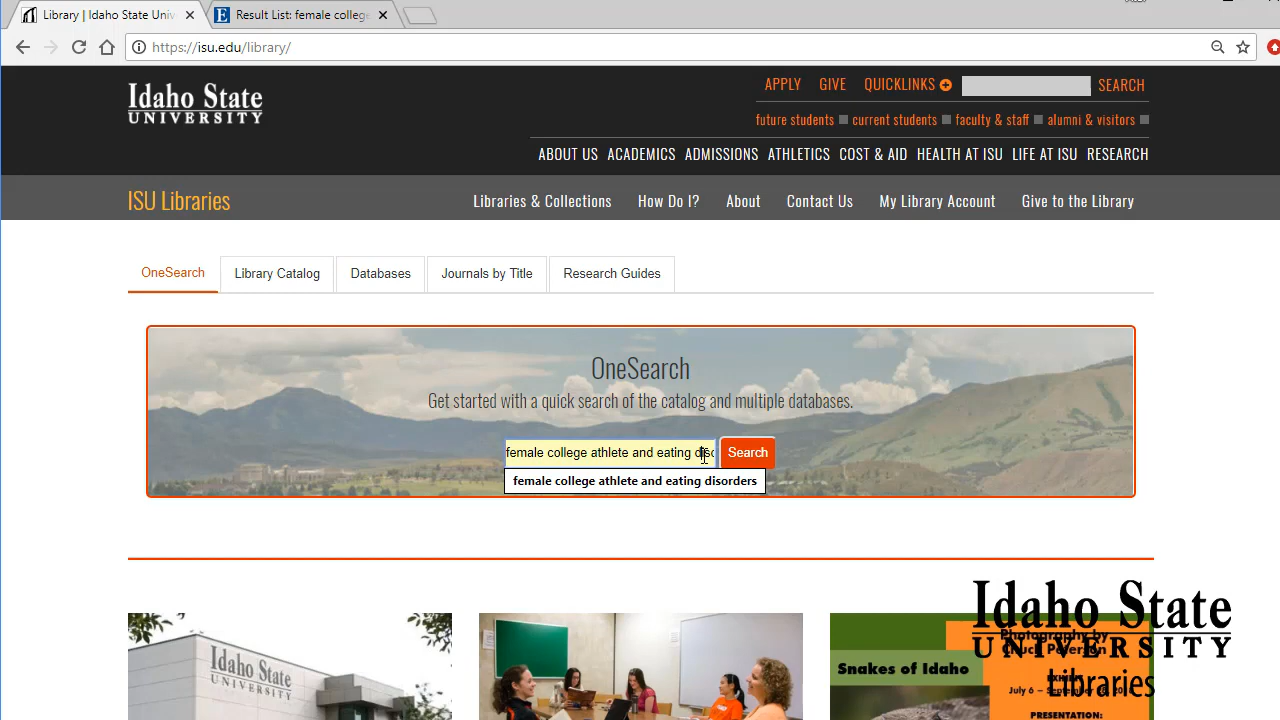 Library | Idaho State Univ
Result List: female colleg
https://isu.edu/library/
Idaho State
UNIVERSITY
APPLY GIVE QUICKLINKS SEARCH
future students current students faculty & staff alumni & visitors
ABOUT US ACADEMICS ADMISSIONS ATHLETICS COST & AID HEALTH AT ISU LIFE AT ISU RESEARCH
ISU Libraries
Libraries & Collections How Do I? About Contact Us My Library Account Give to the Library
OneSearch Library Catalog Databases Journals by Title Research Guides
OneSearch
Get started with a quick search of the catalog and multiple databases.
female college athlete and eating diso Search
female college athlete and eating disorders
Idaho State
UNIVERSITY
Snakes of Idaho
Photography by
Chuck Peterson
July 6 –
PRESENTATION:
Idaho State
UNIVERSITY
Libraries